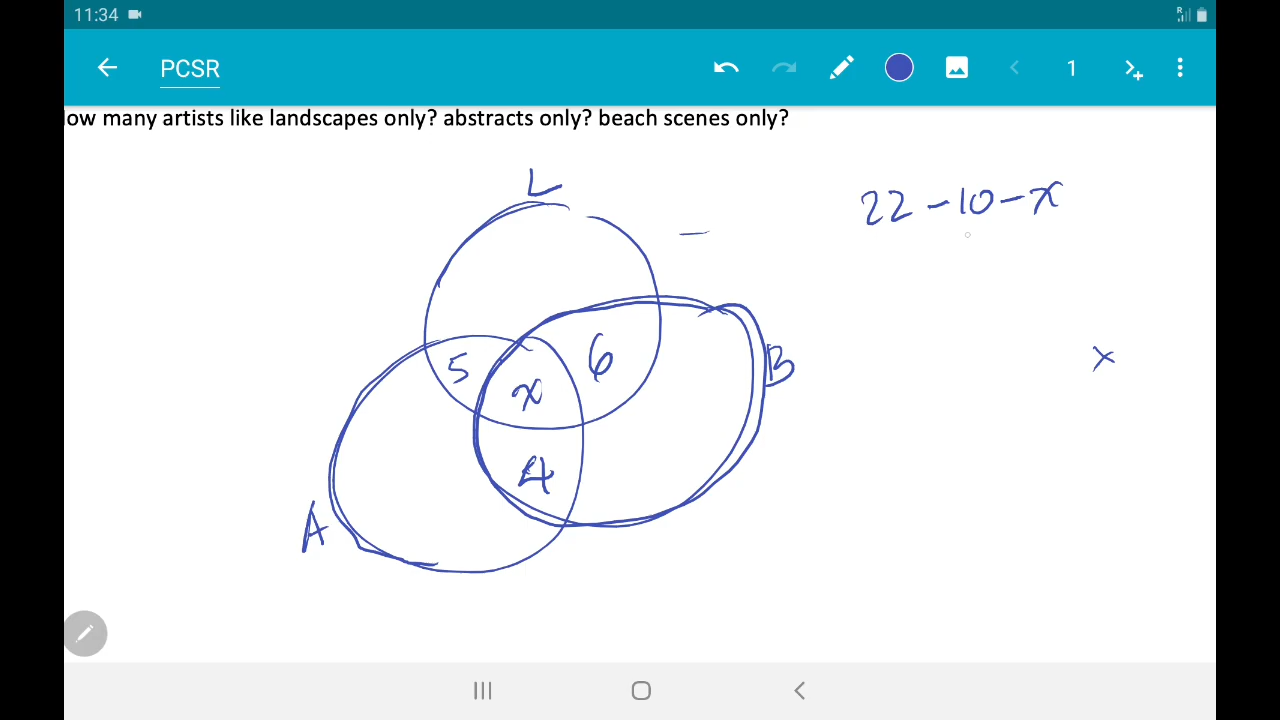 11:34
R
PCSR
1
ow many artists like landscapes only? abstracts only? beach scenes only?
L
22 - 10 - x
5
6
x
B
x
4
A